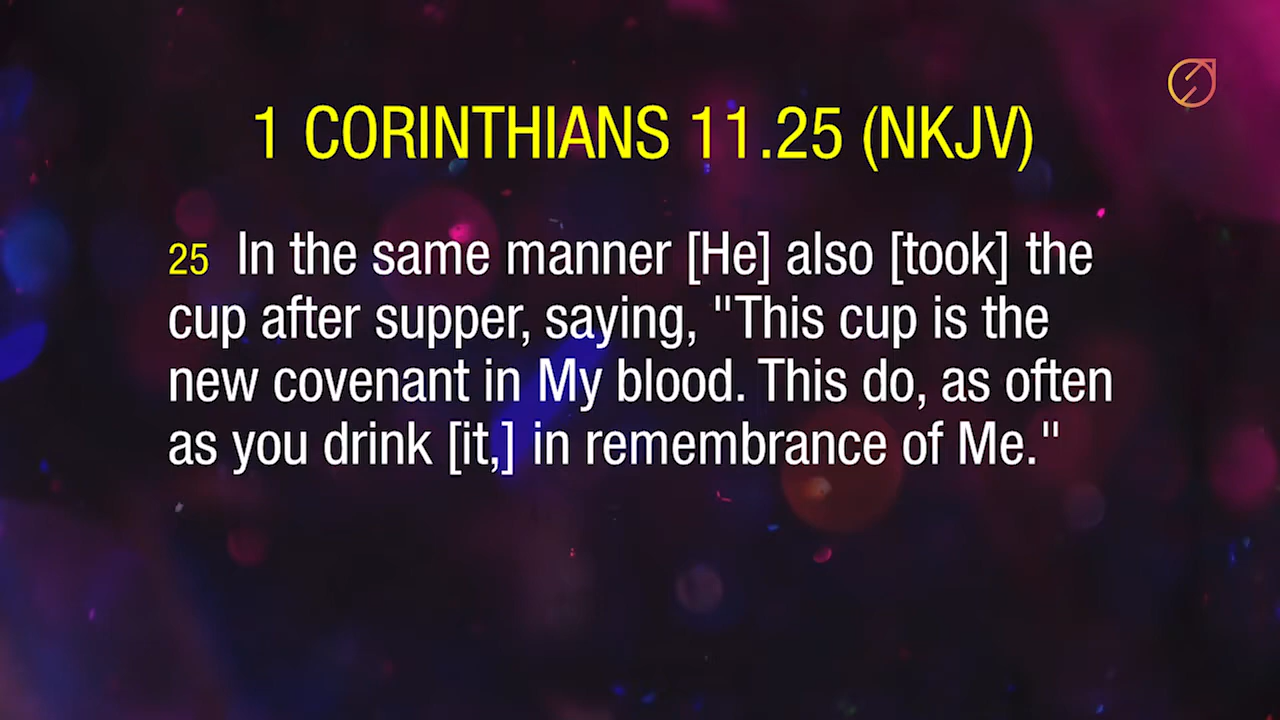 1 CORINTHIANS 11.25 (NKJV)
25 In the same manner [He] also [took] the
cup after supper, saying, "This cup is the
new covenant in My blood. This do, as often
as you drink [it,] in remembrance of Me."